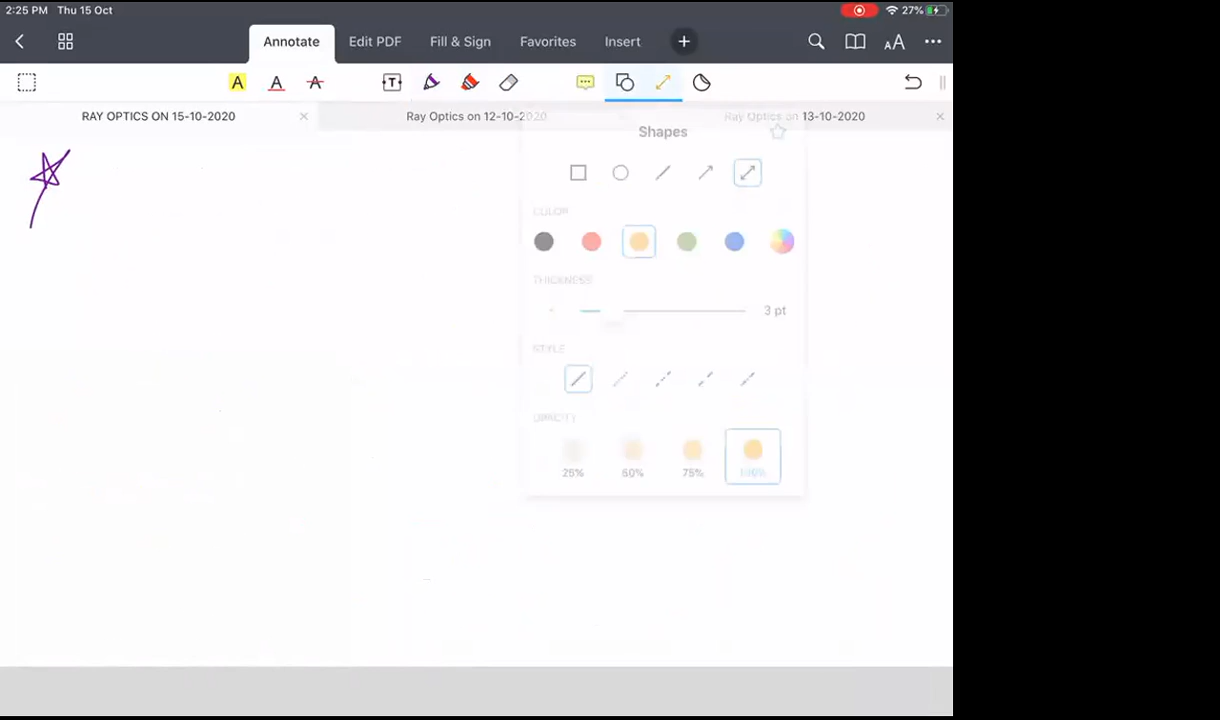 2:25 PM Thu 15 Oct 27%
Annotate Edit PDF Fill & Sign Favorites Insert
A A A T AA
RAY OPTICS ON 15-10-2020 Ray Optics on 12-10-2020 Ray Optics on 13-10-2020
Shapes
COLOR
THICKNESS
3 pt
STYLE
OPACITY
25% 50% 75% 100%